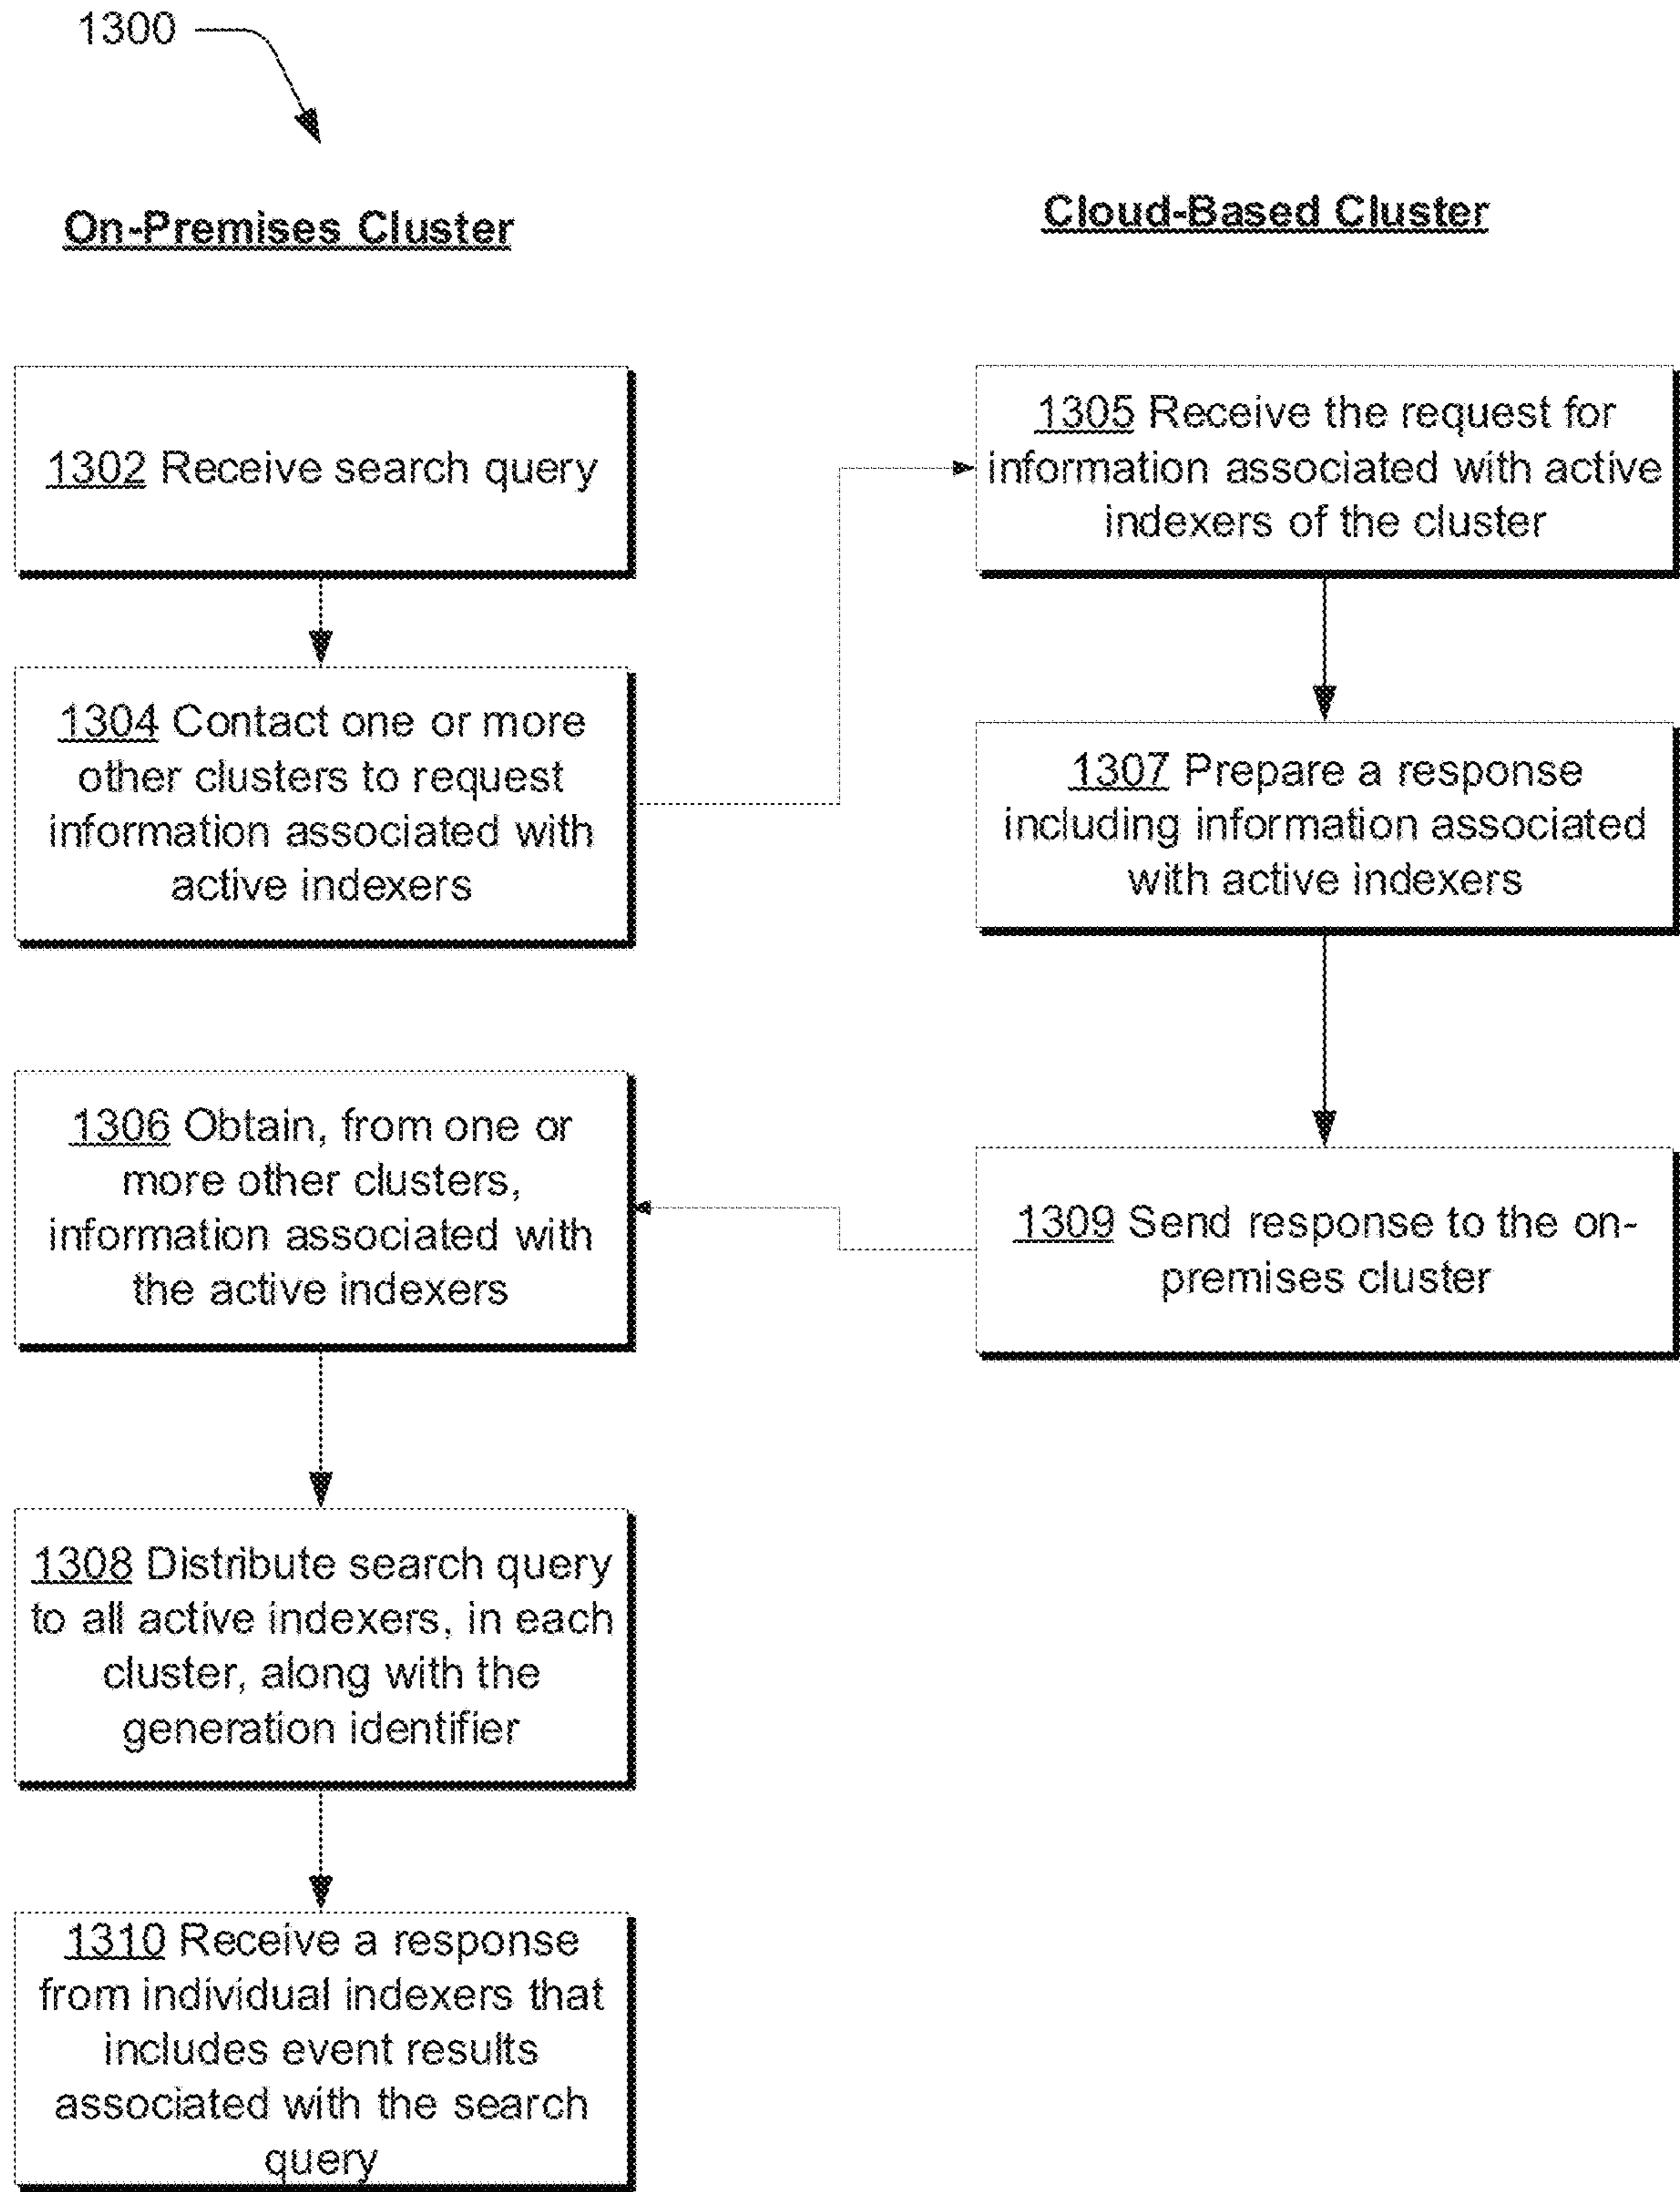 1300
On-Premises Cluster
Cloud-Based Cluster
1302 Receive search query
1304 Contact one or more
other clusters to request
information associated with
active indexers
1305 Receive the request for
information associated with active
indexers of the cluster
1307 Prepare a response
including information associated
with active indexers
1306 Obtain, from one or
more other clusters,
information associated with
the active indexers
1309 Send response to the on-
premises cluster
1308 Distribute search query
to all active indexers, in each
cluster, along with the
generation identifier
1310 Receive a response
from individual indexers that
includes event results
associated with the search
query